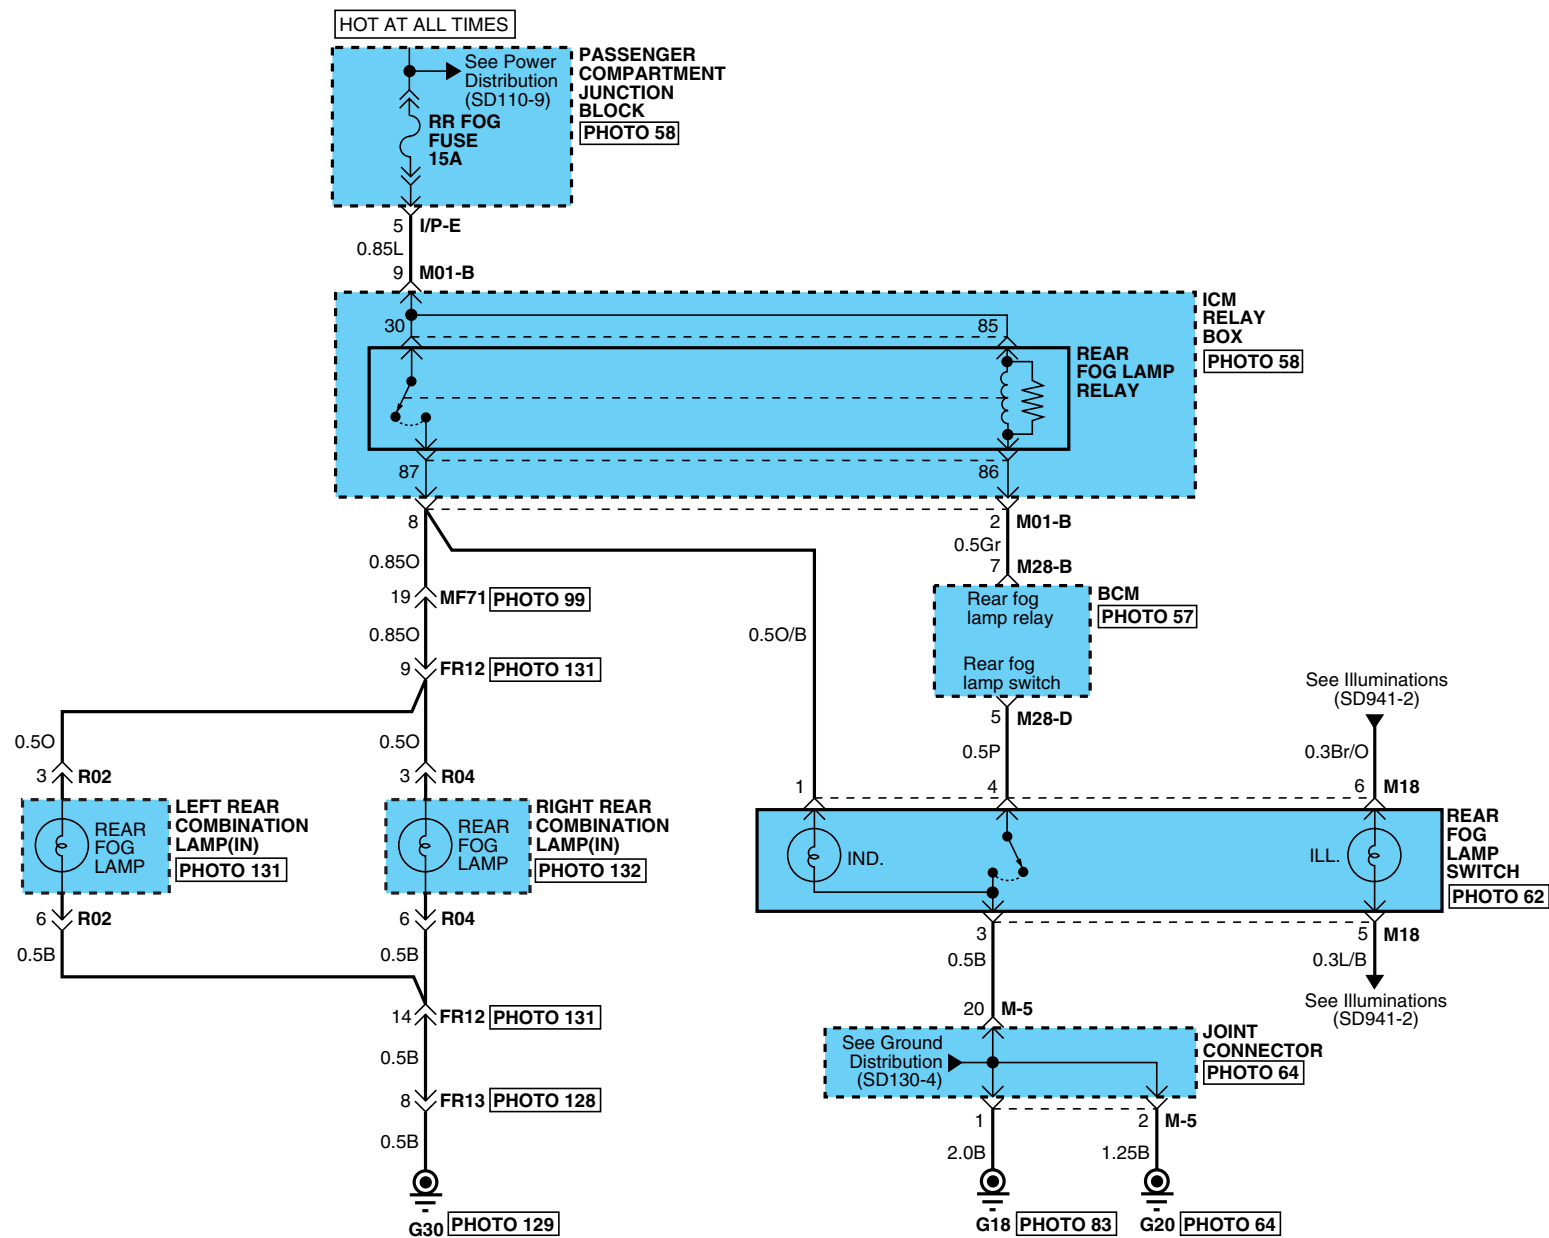 HOT AT ALL TIMES
See Power
Distribution
(SD110-9)
RR FOG
FUSE
15A
PASSENGER
COMPARTMENT
JUNCTION
BLOCK
PHOTO 58
5 I/P-E
0.85L
9 M01-B
30
85
ICM
RELAY
BOX
PHOTO 58
REAR
FOG LAMP
RELAY
87
86
8
2 M01-B
0.5Gr
7 M28-B
0.85O
19 MF71 PHOTO 99
0.85O
9 FR12 PHOTO 131
0.5O/B
Rear fog
lamp relay
Rear fog
lamp switch
BCM
PHOTO 57
5 M28-D
0.5P
See Illuminations
(SD941-2)
0.3Br/O
0.5O
0.5O
3 R02
3 R04
1
4
6 M18
REAR
FOG
LAMP
LEFT REAR
COMBINATION
LAMP(IN)
PHOTO 131
REAR
FOG
LAMP
RIGHT REAR
COMBINATION
LAMP(IN)
PHOTO 132
IND.
ILL.
REAR
FOG
LAMP
SWITCH
PHOTO 62
6 R02
6 R04
0.5B
0.5B
3
5 M18
0.5B
0.3L/B
See Illuminations
(SD941-2)
14 FR12 PHOTO 131
0.5B
8 FR13 PHOTO 128
0.5B
G30 PHOTO 129
20 M-5
See Ground
Distribution
(SD130-4)
JOINT
CONNECTOR
PHOTO 64
1
2 M-5
2.0B
1.25B
G18 PHOTO 83
G20 PHOTO 64